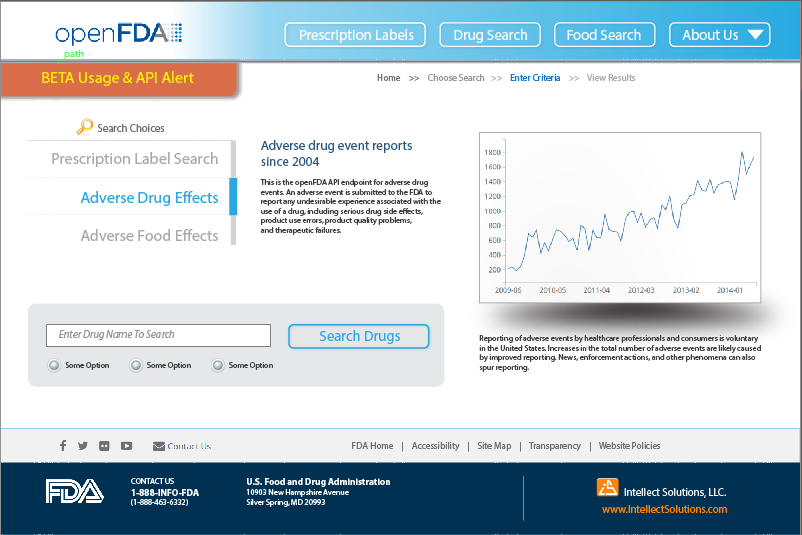 openFDA
path
Prescription Labels
Drug Search
Food Search
About Us
BETA Usage & API Alert
Home >> Choose Search >> Enter Criteria >> View Results
Search Choices
Prescription Label Search
Adverse Drug Effects
Adverse Food Effects
Adverse drug event reports
since 2004
This is the openFDA API endpoint for adverse drug
events. An adverse event is submitted to the FDA to
report any undesirable experience associated with the
use of a drug, including serious drug side effects,
product use errors, product quality problems,
and therapeutic failures.
1800
1600
1400
1200
1000
800
600
400
200
2009-06 2010-05 2011-04 2012-03 2013-02 2014-01
Reporting of adverse events by healthcare professionals and consumers is voluntary
in the United States. Increases in the total number of adverse events are likely caused
by improved reporting. News, enforcement actions, and other phenomena can also
spur reporting.
Enter Drug Name To Search
Search Drugs
Some Option
Some Option
Some Option
Contact Us
FDA Home | Accessibility | Site Map | Transparency | Website Policies
FDA
CONTACT US
1-888-INFO-FDA
(1-888-463-6332)
U.S. Food and Drug Administration
10903 New Hampshire Avenue
Silver Spring, MD 20993
Intellect Solutions, LLC.
www.IntellectSolutions.com